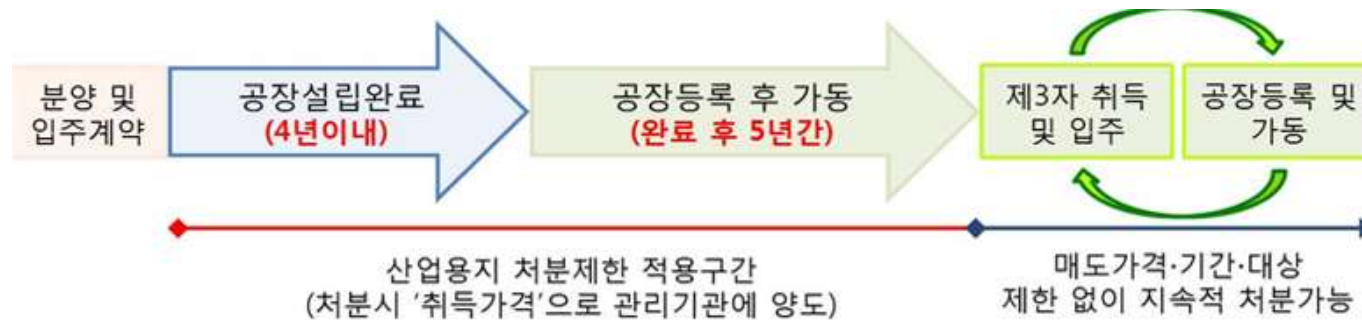 분양 및
입주계약
공장설립완료
(4년이내)
공장등록 후 가동
(완료 후 5년간)
제3자 취득
및 입주
공장등록 및
가동
산업용지 처분제한 적용구간
(처분시 '취득가격'으로 관리기관에 양도)
매도가격·기간·대상
제한 없이 지속적 처분가능